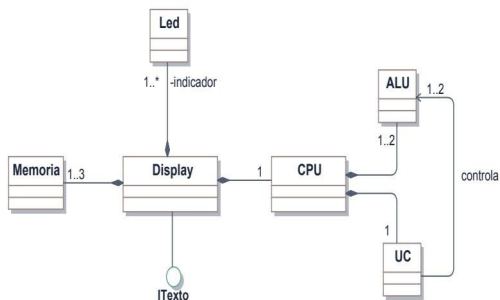 Led
1..* -indicador
ALU
1..2
1..2
Memoria
1..3
Display
1
CPU
controla
1
UC
ITexto